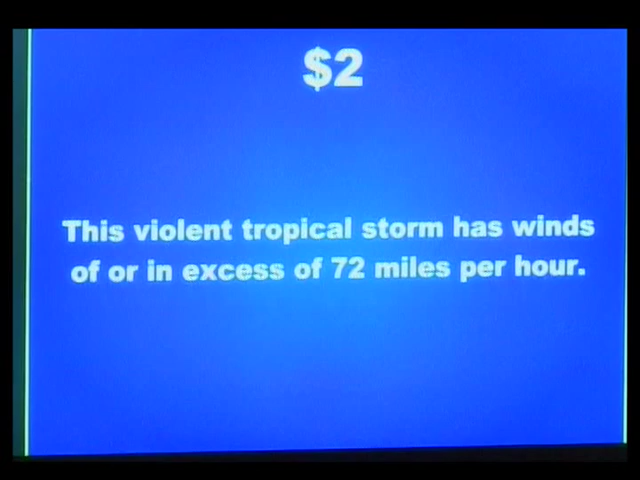 $2
This violent tropical storm has winds
of or in excess of 72 miles per hour.